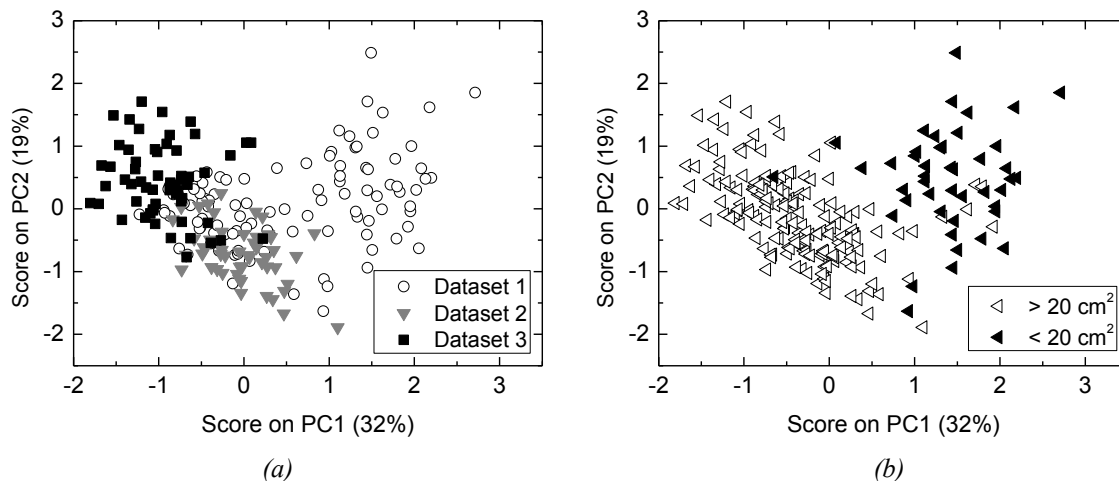 3
2
1
0
-1
-2
-2
-1
0
1
2
3
Score on PC2 (19%)
Score on PC1 (32%)
Dataset 1
Dataset 2
Dataset 3
(a)
3
2
1
0
-1
-2
-2
-1
0
1
2
3
Score on PC2 (19%)
Score on PC1 (32%)
> 20 cm²
< 20 cm²
(b)